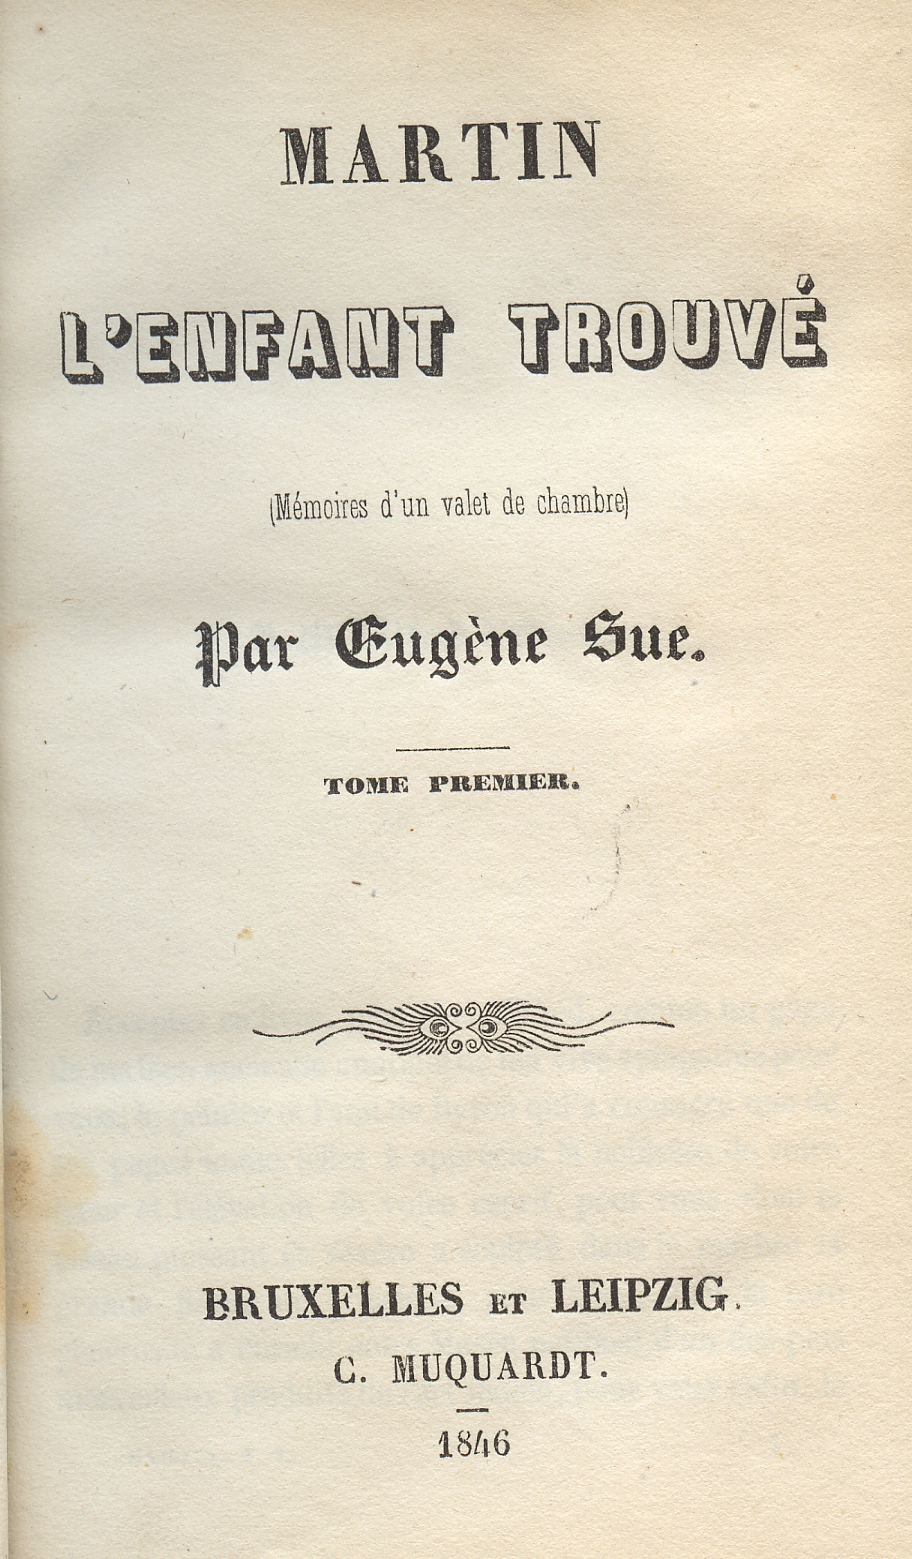 MARTIN
L'ENFANT TROUVÉ
(Mémoires d'un valet de chambre)
Par Eugène Sue.
TOME PREMIER.
BRUXELLES ET LEIPZIG.
C. MUQUARDT.
1846